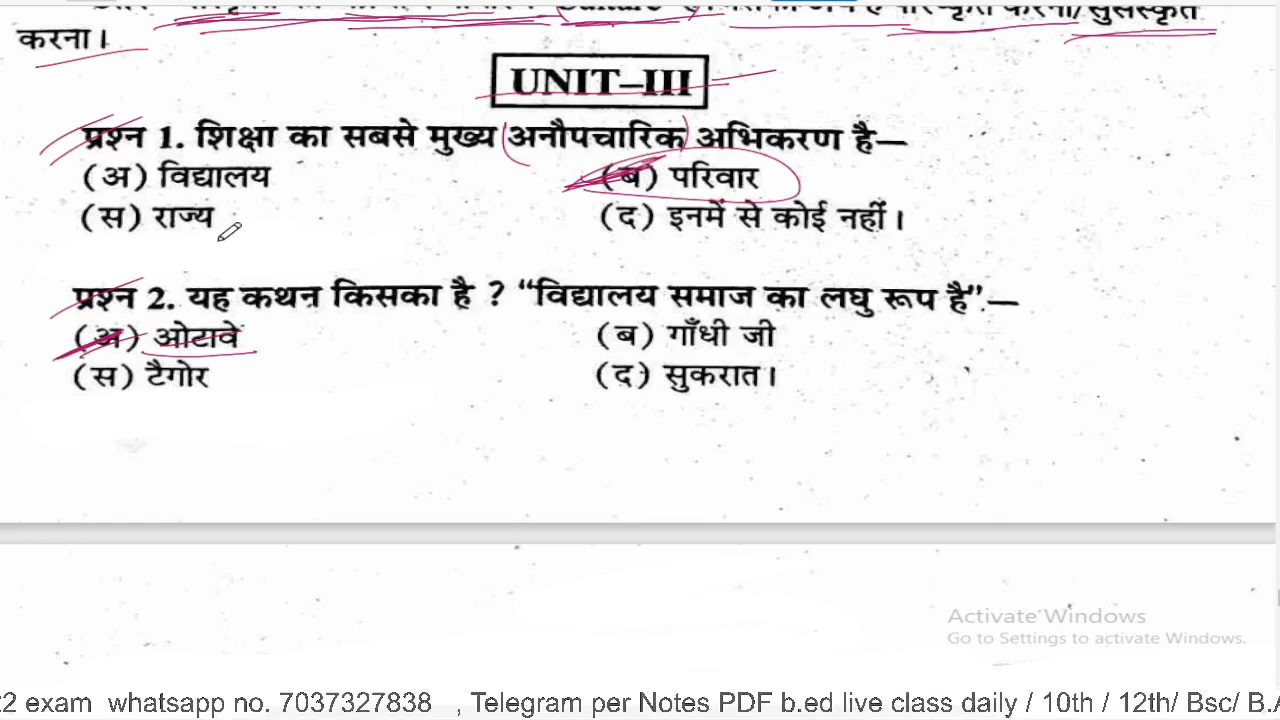 करना।
UNIT–III
प्रश्न 1. शिक्षा का सबसे मुख्य अनौपचारिक अभिकरण है—
(अ) विद्यालय (ब) परिवार
(स) राज्य (द) इनमें से कोई नहीं।
प्रश्न 2. यह कथन किसका है ? “विद्यालय समाज का लघु रूप है”.—
(अ) ओटावे (ब) गाँधी जी
(स) टैगोर (द) सुकरात।
Activate Windows
Go to Settings to activate Windows.
2 exam whatsapp no. 7037327838 , Telegram per Notes PDF b.ed live class daily / 10th / 12th/ Bsc/ B.A